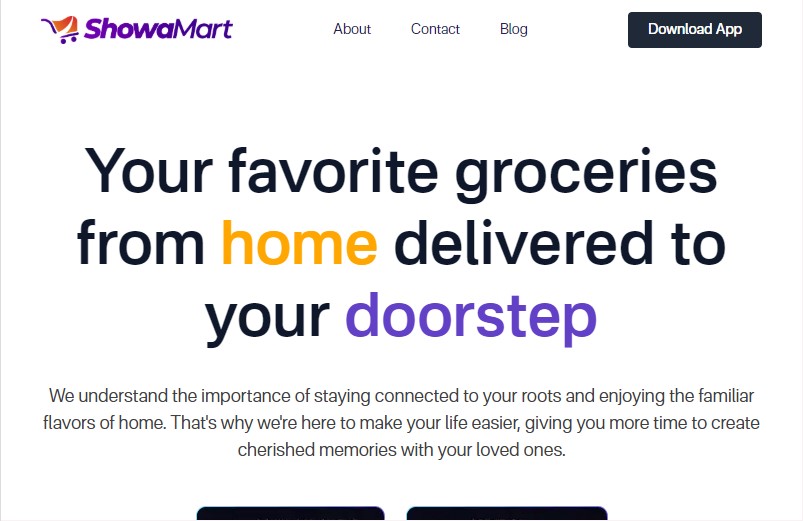 ShowaMart
About
Contact
Blog
Download App
Your favorite groceries
from home delivered to
your doorstep
We understand the importance of staying connected to your roots and enjoying the familiar
flavors of home. That's why we're here to make your life easier, giving you more time to create
cherished memories with your loved ones.